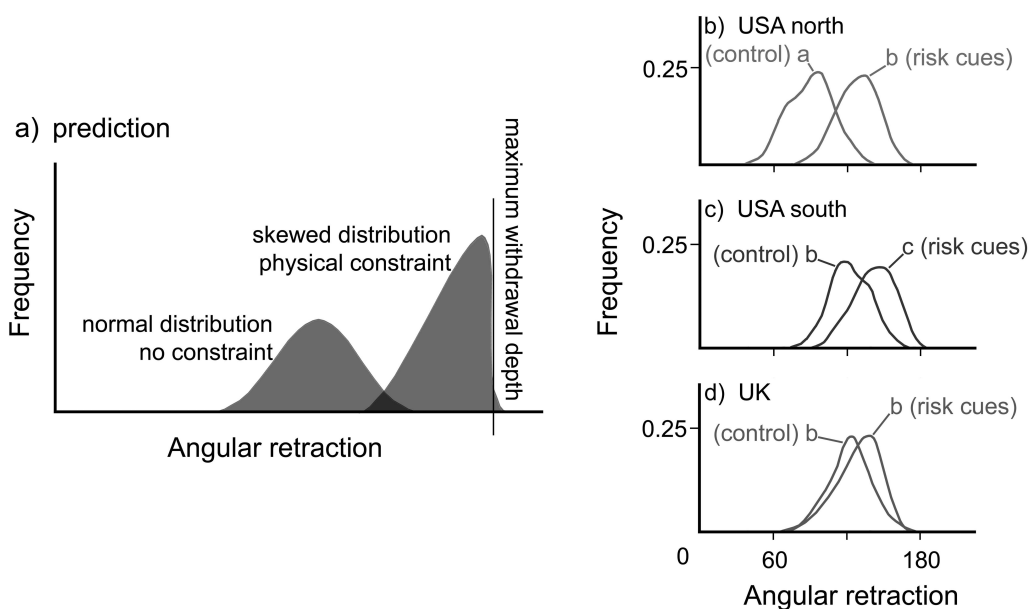 a) prediction
Frequency
skewed distribution
physical constraint
normal distribution
no constraint
maximum withdrawal depth
Angular retraction
b) USA north
(control) a
b (risk cues)
0.25
c) USA south
0.25
(control) b
c (risk cues)
Frequency
d) UK
0.25
(control) b
b (risk cues)
0
60
180
Angular retraction